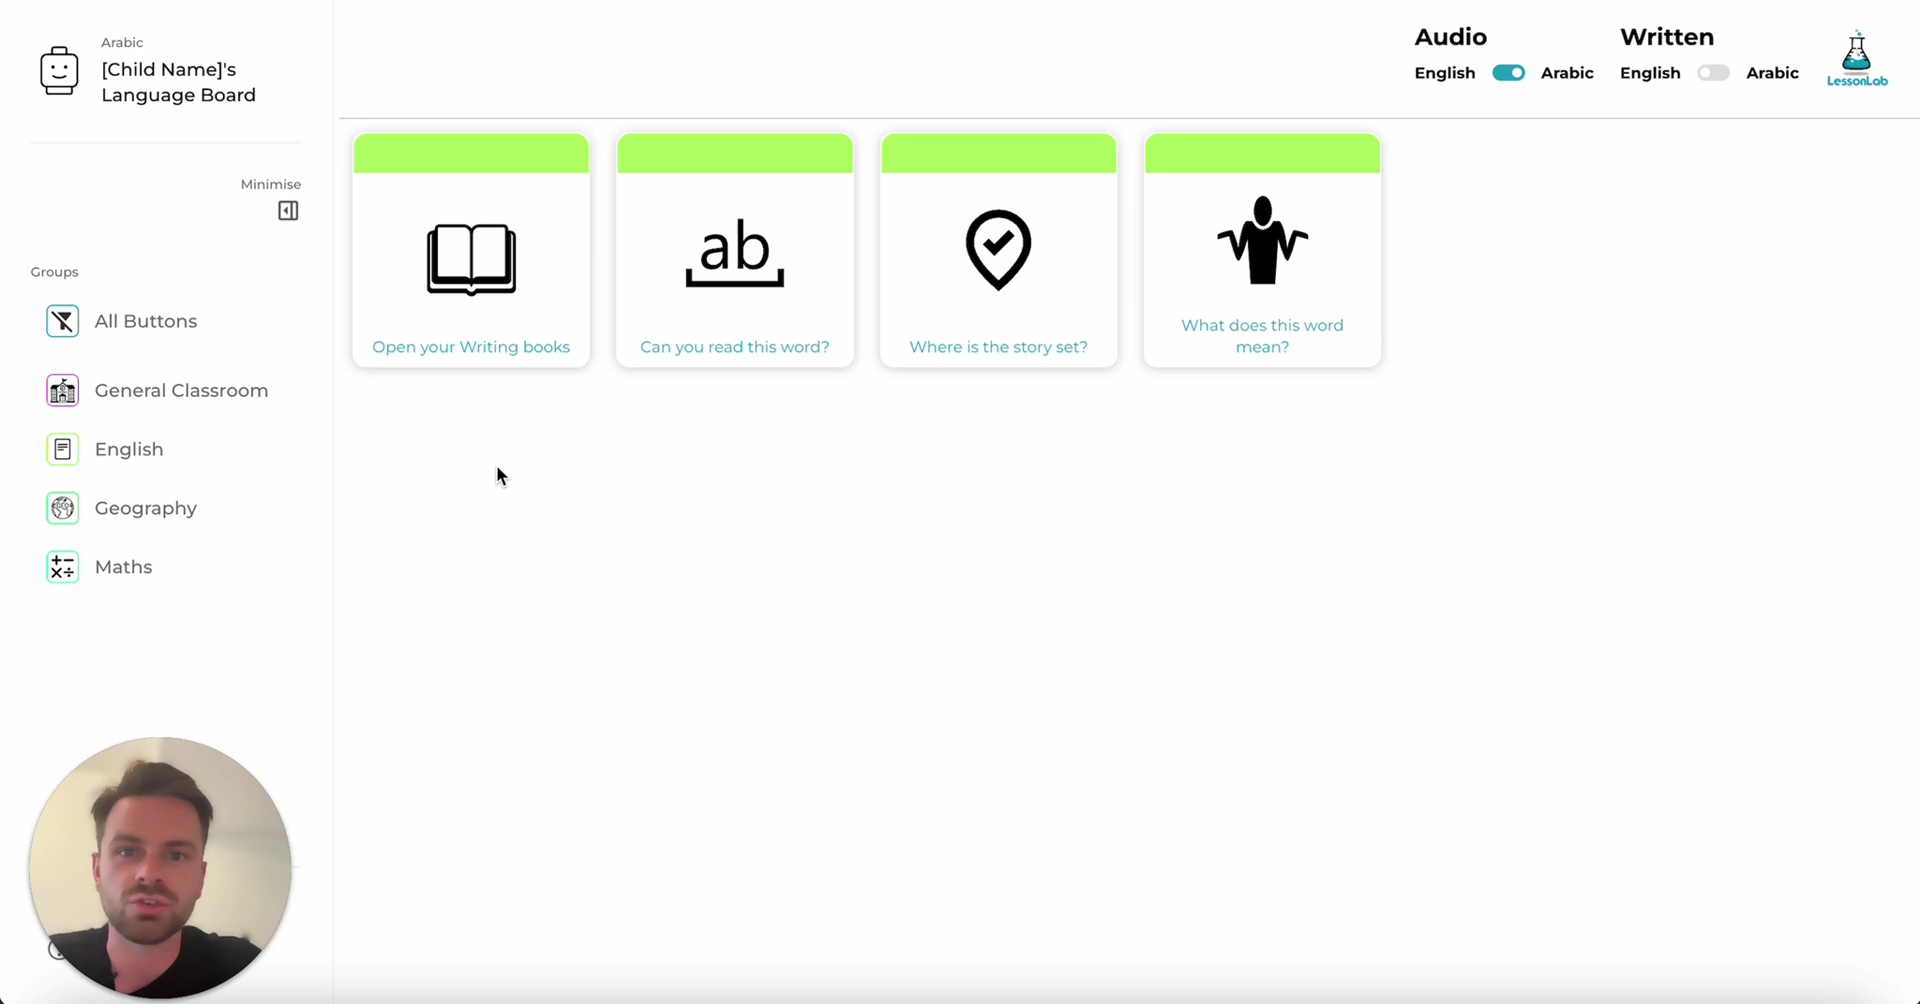 Arabic
[Child Name]'s
Language Board
Minimise
Groups
All Buttons
General Classroom
English
Geography
Maths
Audio
English Arabic
Written
English Arabic
LessonLab
Open your Writing books
ab
Can you read this word?
Where is the story set?
What does this word
mean?